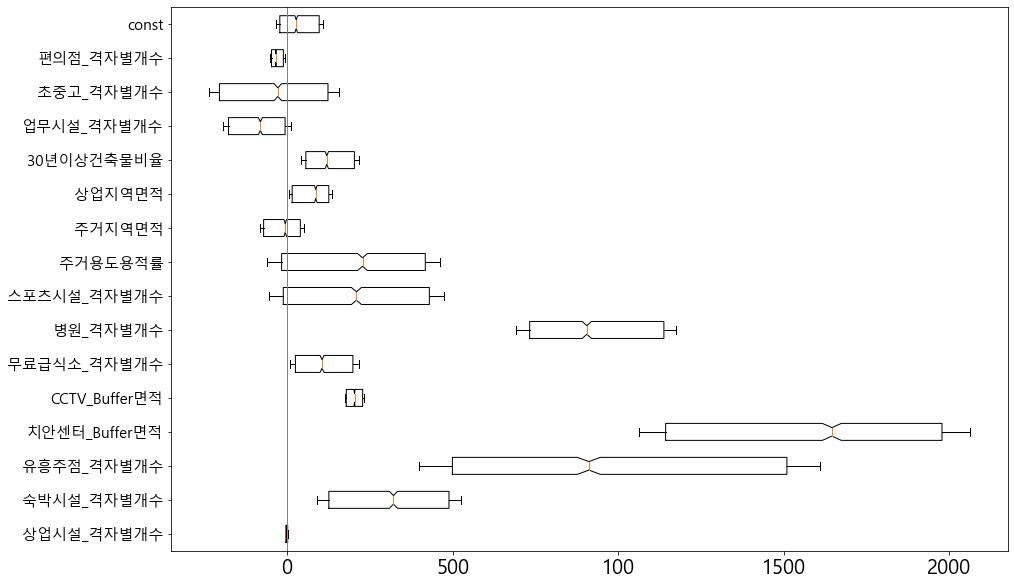 const
편의점_격자별개수
초중고_격자별개수
업무시설_격자별개수
30년이상건축물비율
상업지역면적
주거지역면적
주거용도용적률
스포츠시설_격자별개수
병원_격자별개수
무료급식소_격자별개수
CCTV_Buffer면적
치안센터_Buffer면적
유흥주점_격자별개수
숙박시설_격자별개수
상업시설_격자별개수
0 500 100 1500 2000